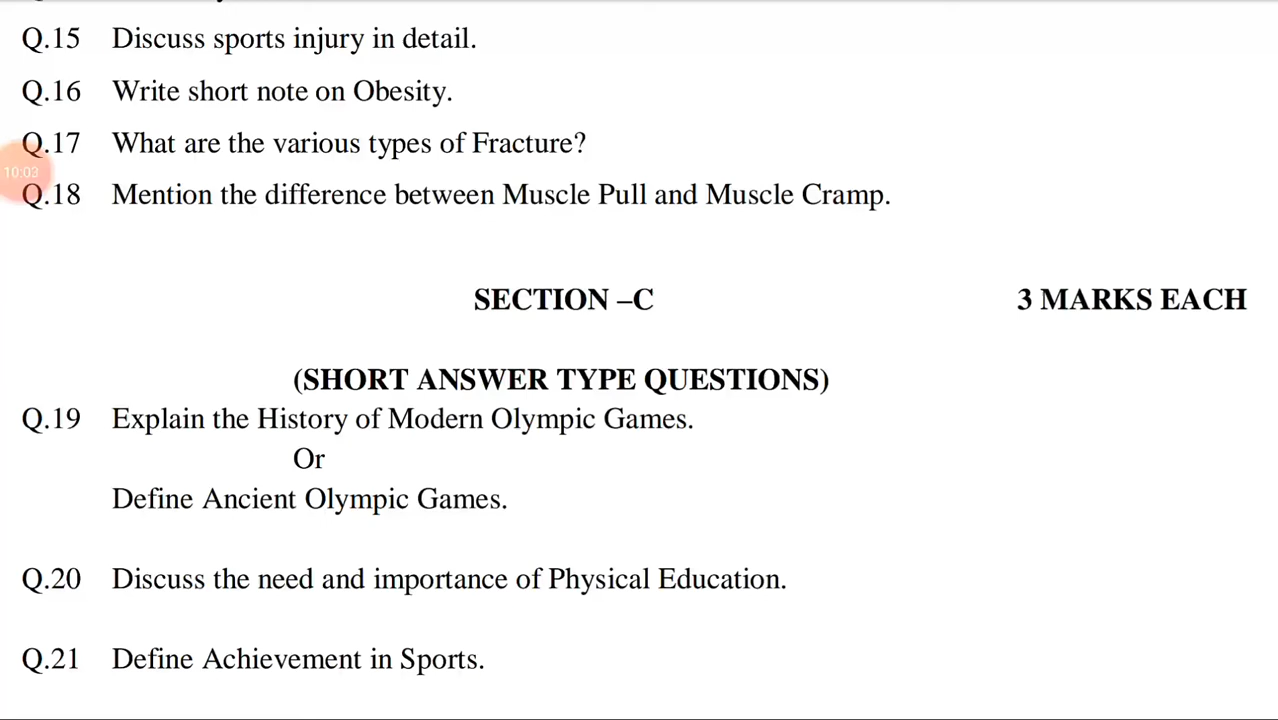 Q.15 Discuss sports injury in detail.
Q.16 Write short note on Obesity.
Q.17 What are the various types of Fracture?
10:03
Q.18 Mention the difference between Muscle Pull and Muscle Cramp.
SECTION –C 3 MARKS EACH
(SHORT ANSWER TYPE QUESTIONS)
Q.19 Explain the History of Modern Olympic Games.
Or
Define Ancient Olympic Games.
Q.20 Discuss the need and importance of Physical Education.
Q.21 Define Achievement in Sports.